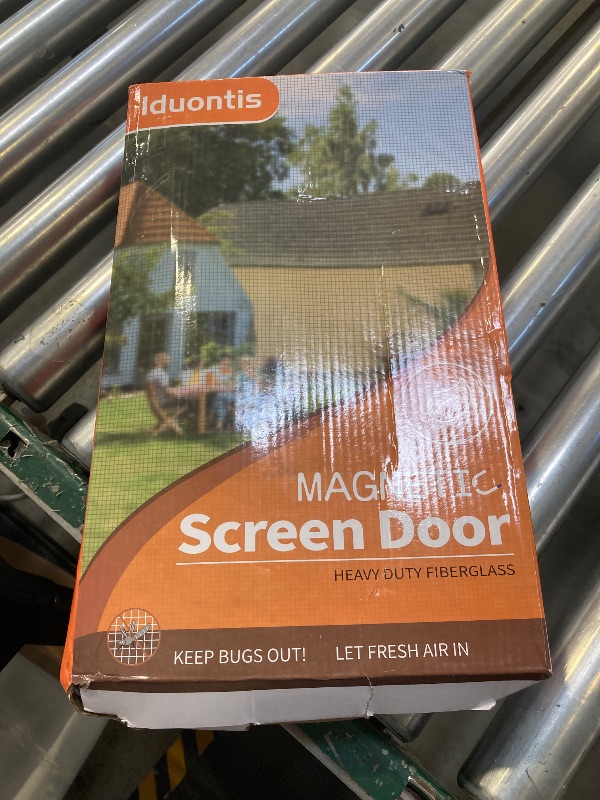 Iduontis
MAGNETIC
Screen Door
HEAVY DUTY FIBERGLASS
KEEP BUGS OUT! LET FRESH AIR IN